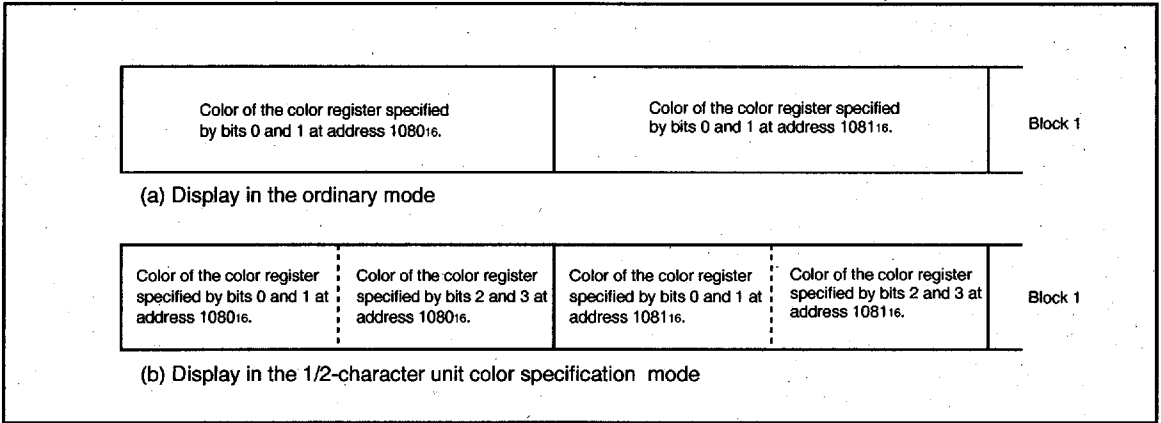 Color of the color register specified
by bits 0 and 1 at address 1080₁₆.
Color of the color register specified
by bits 0 and 1 at address 1081₁₆.
Block 1
(a) Display in the ordinary mode
Color of the color register
specified by bits 0 and 1 at
address 1080₁₆.
Color of the color register
specified by bits 2 and 3 at
address 1080₁₆.
Color of the color register
specified by bits 0 and 1 at
address 1081₁₆.
Color of the color register
specified by bits 2 and 3 at
address 1081₁₆.
Block 1
(b) Display in the 1/2-character unit color specification mode